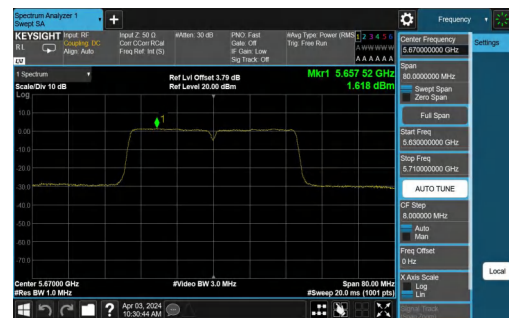 Spectrum Analyzer 1
Swept SA
Frequency
KEYSIGHT
Input: RF
Coupling: DC
Align: Auto
Input Z: 50 Ω
Corr CCorr RCal
Freq Ref: Int (S)
#Atten: 30 dB
PNO: Fast
Gate: Off
IF Gain: Low
Sig Track: Off
#Avg Type: Power (RMS
Trig: Free Run
1 2 3 4 5 6
A W W W W W
A A A A A A
RL
LXI
Center Frequency
5.670000000 GHz
Settings
Span
80.0000000 MHz
Swept Span
Zero Span
Full Span
Start Freq
5.630000000 GHz
Stop Freq
5.710000000 GHz
AUTO TUNE
CF Step
8.000000 MHz
Auto
Man
Freq Offset
0 Hz
X Axis Scale
Log
Lin
Signal Track
Local
1 Spectrum
Scale/Div 10 dB
Log
Ref Lvl Offset 3.79 dB
Ref Level 20.00 dBm
Mkr1 5.657 52 GHz
1.618 dBm
1
10.0
0.00
-10.0
-20.0
-30.0
-40.0
-50.0
-60.0
-70.0
Center 5.67000 GHz
#Res BW 1.0 MHz
#Video BW 3.0 MHz
Span 80.00 MHz
#Sweep 20.0 ms (1001 pts)
?
Apr 03, 2024
10:30:44 AM